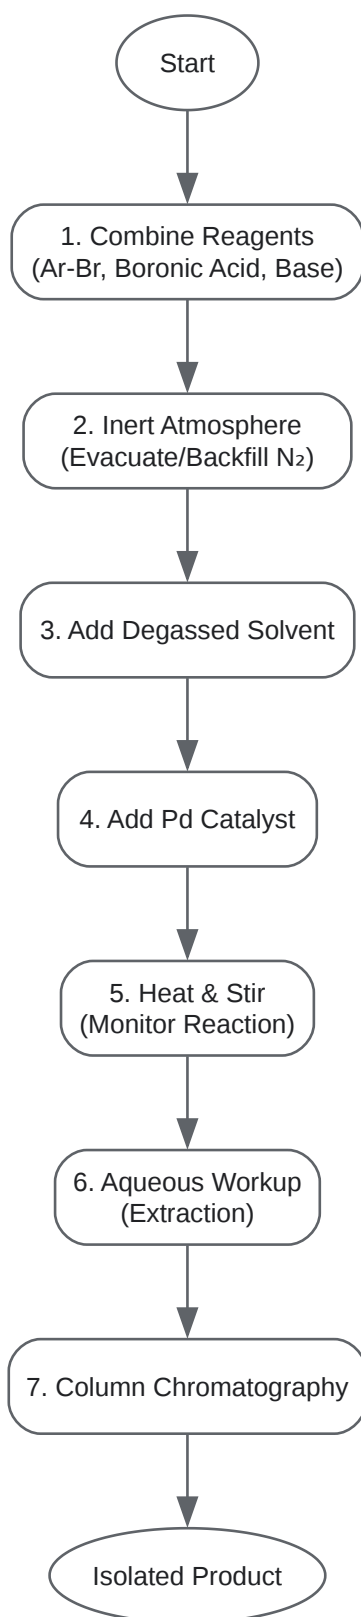 Start
1. Combine Reagents
(Ar-Br, Boronic Acid, Base)
2. Inert Atmosphere
(Evacuate/Backfill N₂)
3. Add Degassed Solvent
4. Add Pd Catalyst
5. Heat & Stir
(Monitor Reaction)
6. Aqueous Workup
(Extraction)
7. Column Chromatography
Isolated Product